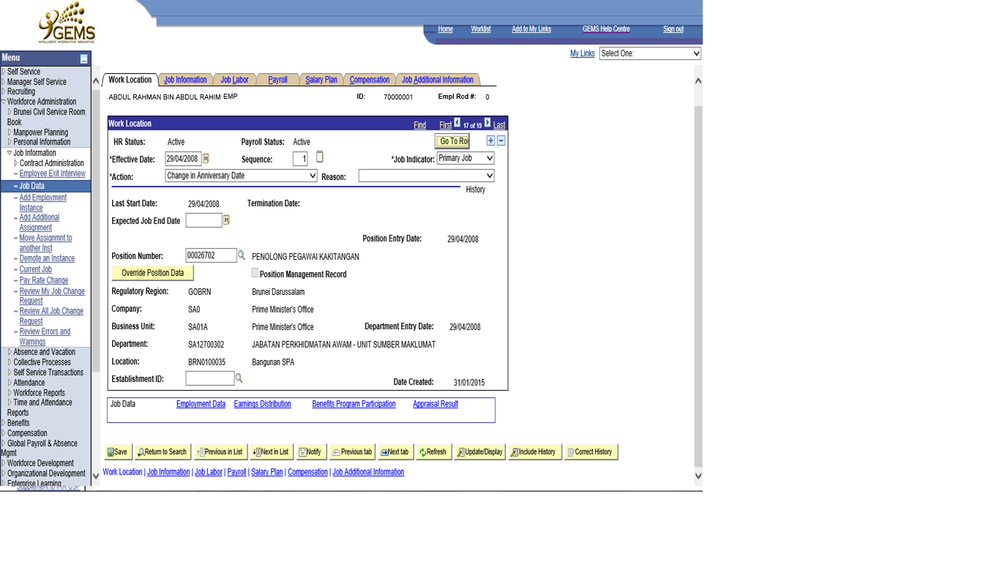 GEMS
INTELLIGENT INTERACTIVE INNOVATIVE
Home Worklist Add to My Links GEMS Help Centre Sign out
My Links Select One:
Menu
Self Service
Manager Self Service
Recruiting
Workforce Administration
Brunei Civil Service Room
Book
Manpower Planning
Personal Information
Job Information
Contract Administration
Employee Exit Interview
Job Data
Add Employment
Instance
Add Additional
Assignment
Move Assignmnt to
another Inst
Demote an Instance
Current Job
Pay Rate Change
Review My Job Change
Request
Review All Job Change
Request
Review Errors and
Warnings
Absence and Vacation
Collective Processes
Self Service Transactions
Attendance
Workforce Reports
Time and Attendance
Reports
Benefits
Compensation
Global Payroll & Absence
Mgmt
Workforce Development
Organizational Development
Enterprise Learning
Work Location Job Information Job Labor Payroll Salary Plan Compensation Job Additional Information
ABDUL RAHMAN BIN ABDUL RAHIM EMP ID: 70000001 Empl Rcd #: 0
Work Location Find First 17 of 19 Last
HR Status: Active Payroll Status: Active Go To Ro
*Effective Date: 29/04/2008 31 Sequence: 1 *Job Indicator: Primary Job
*Action: Change in Anniversary Date Reason:
History
Last Start Date: 29/04/2008 Termination Date:
Expected Job End Date 31
Position Entry Date: 29/04/2008
Position Number: 00026702 PENOLONG PEGAWAI KAKITANGAN
Override Position Data Position Management Record
Regulatory Region: GOBRN Brunei Darussalam
Company: SA0 Prime Minister's Office
Business Unit: SA01A Prime Minister's Office Department Entry Date: 29/04/2008
Department: SA12700302 JABATAN PERKHIDMATAN AWAM - UNIT SUMBER MAKLUMAT
Location: BRN0100035 Bangunan SPA
Establishment ID: Date Created: 31/01/2015
Job Data Employment Data Earnings Distribution Benefits Program Participation Appraisal Result
Save Return to Search Previous in List Next in List Notify Previous tab Next tab Refresh Update/Display Include History Correct History
Work Location | Job Information | Job Labor | Payroll | Salary Plan | Compensation | Job Additional Information